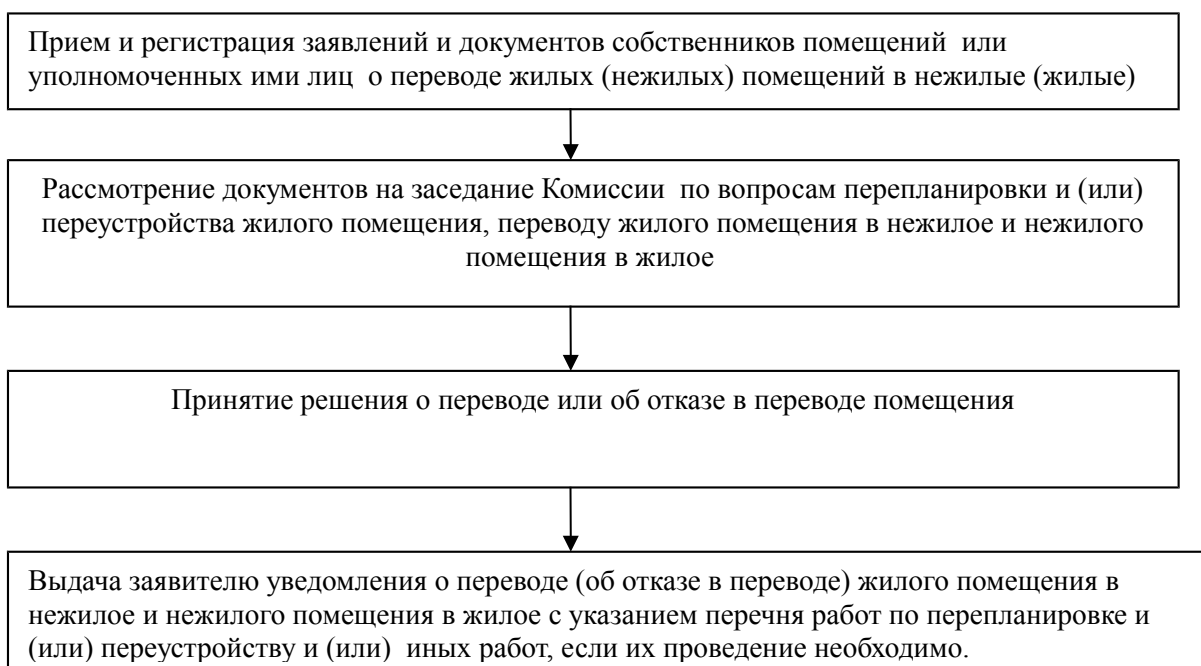 Прием и регистрация заявлений и документов собственников помещений или
уполномоченных ими лиц о переводе жилых (нежилых) помещений в нежилые (жилые)
Рассмотрение документов на заседание Комиссии по вопросам перепланировки и (или)
переустройства жилого помещения, переводу жилого помещения в нежилое и нежилого
помещения в жилое
Принятие решения о переводе или об отказе в переводе помещения
Выдача заявителю уведомления о переводе (об отказе в переводе) жилого помещения в
нежилое и нежилого помещения в жилое с указанием перечня работ по перепланировке и
(или) переустройству и (или) иных работ, если их проведение необходимо.